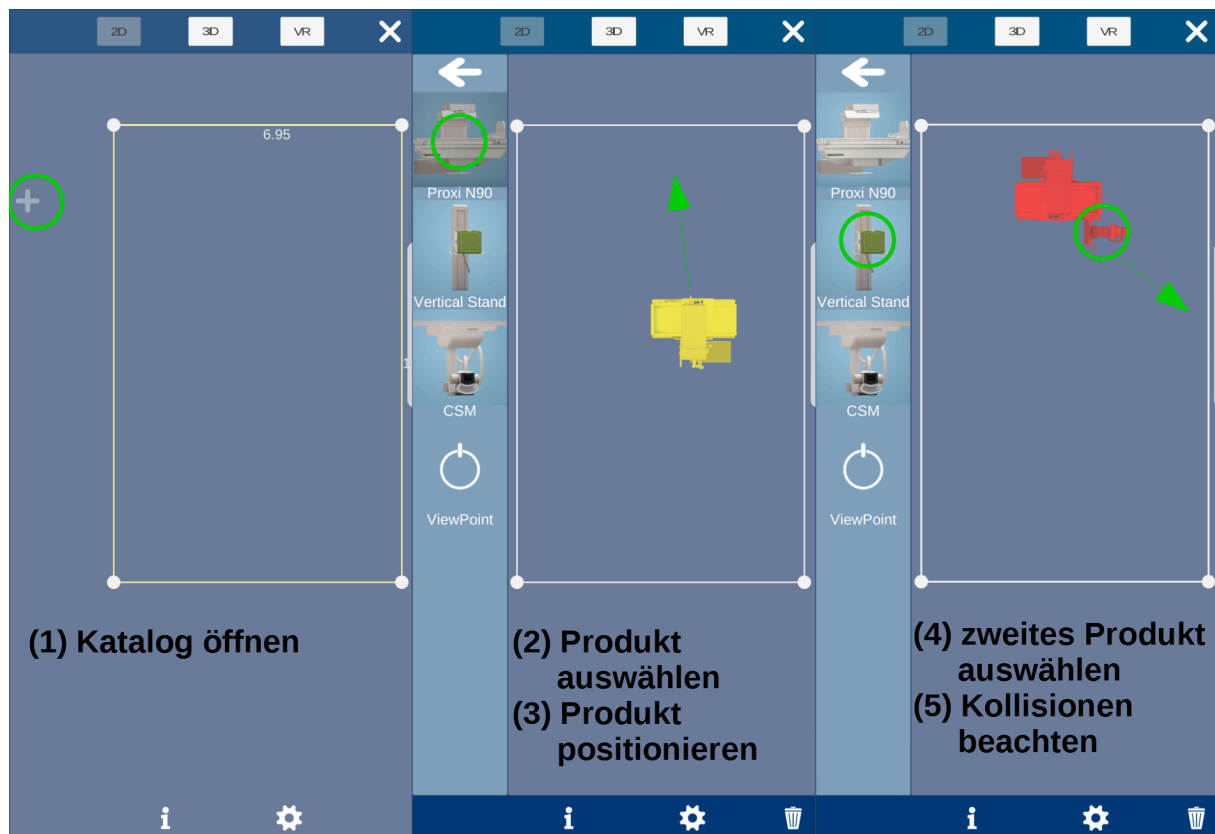 2D
3D
VR
6.95
1
(1) Katalog öffnen
i
2D
3D
VR
Proxi N90
Vertical Stand
CSM
ViewPoint
(2) Produkt
auswählen
(3) Produkt
positionieren
i
2D
3D
VR
Proxi N90
Vertical Stand
CSM
ViewPoint
(4) zweites Produkt
auswählen
(5) Kollisionen
beachten
i